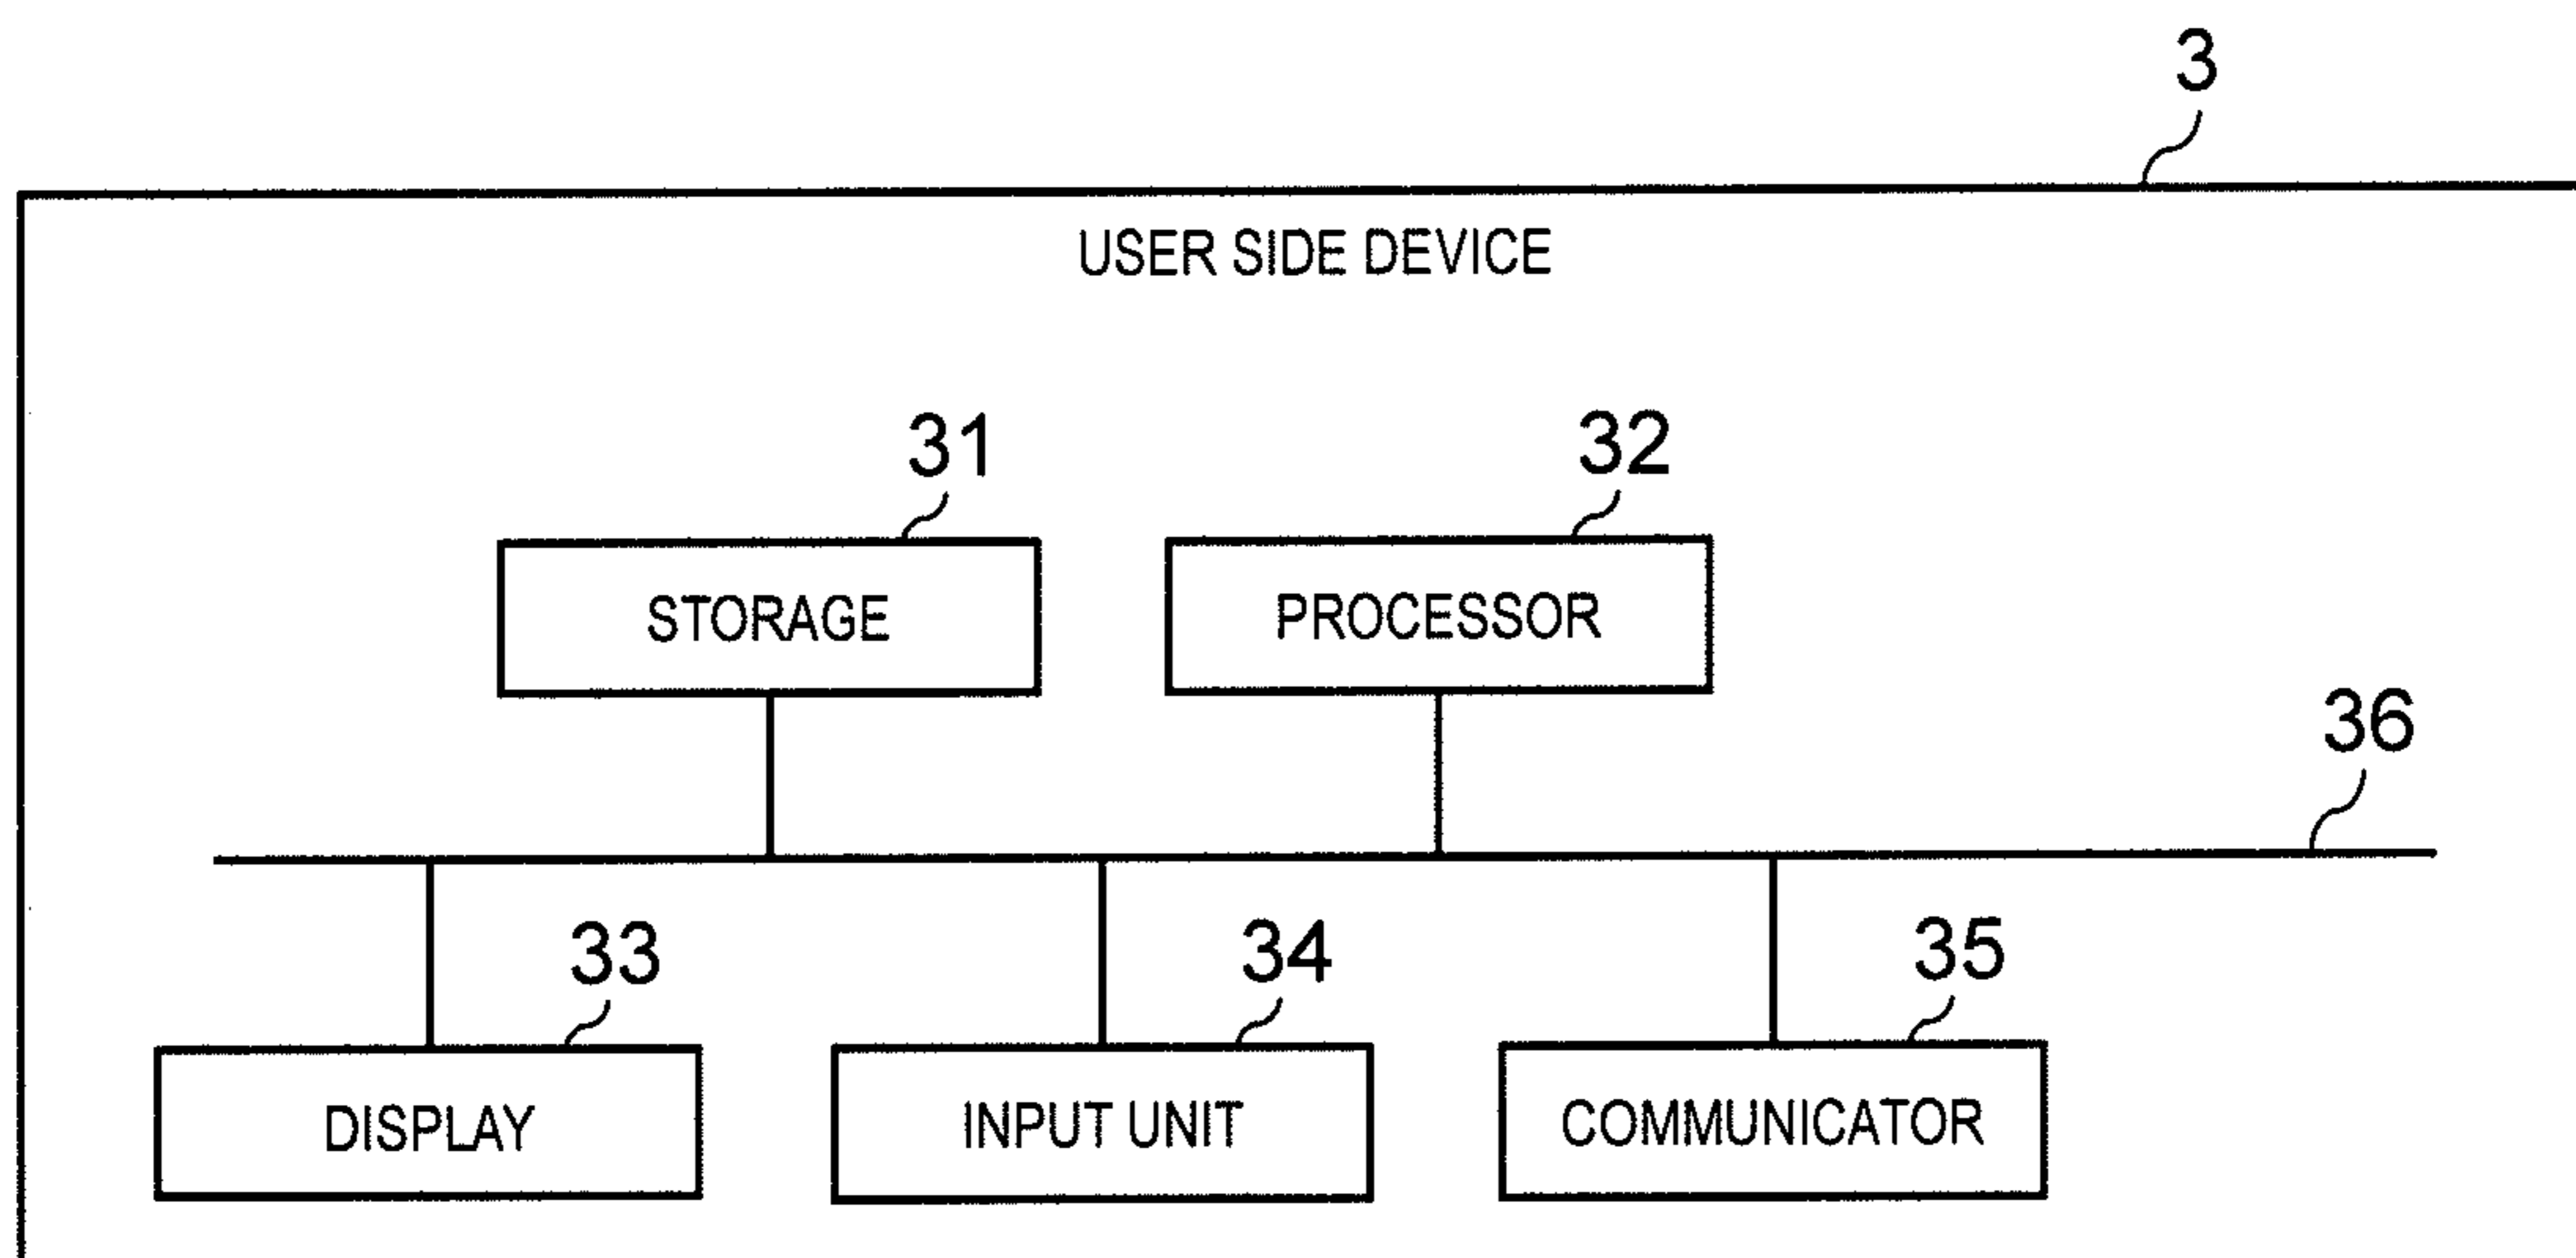 3
USER SIDE DEVICE
31 32
STORAGE PROCESSOR
36
33 34 35
DISPLAY INPUT UNIT COMMUNICATOR